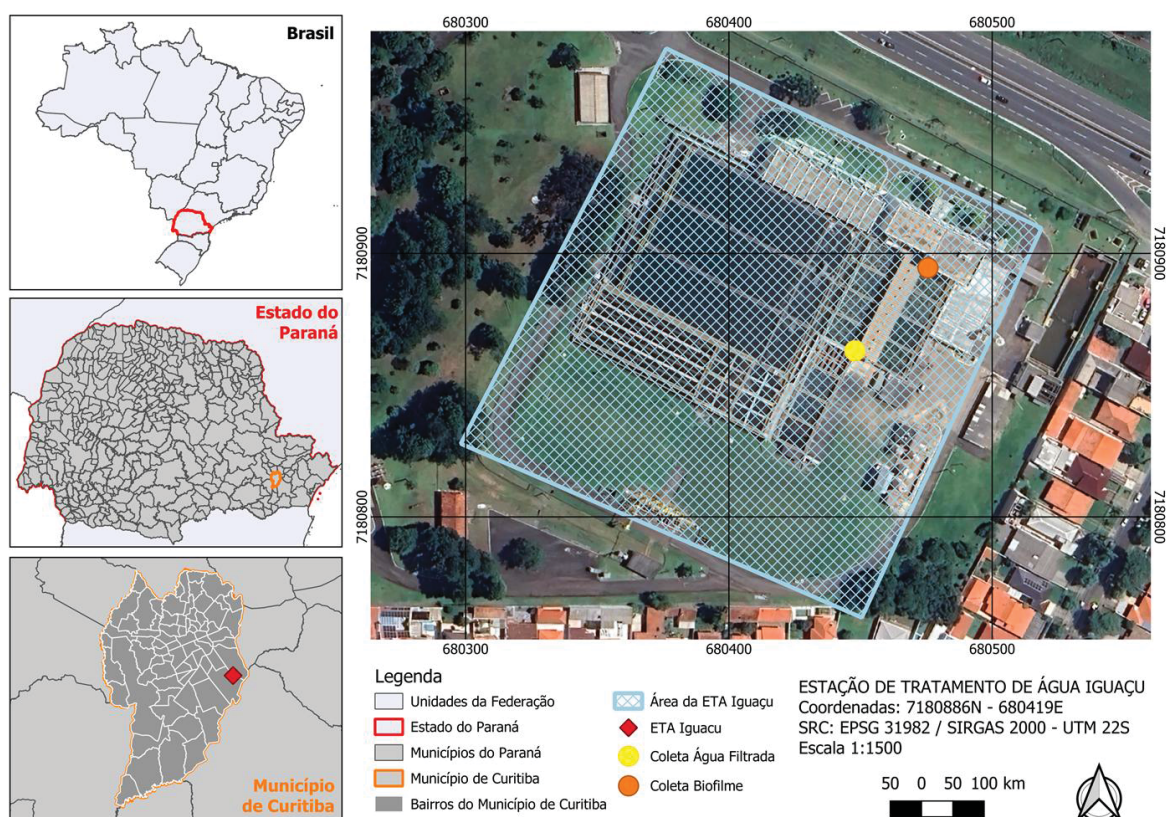 Brasil
Estado do
Paraná
Município
de Curitiba
680300
680400
680500
7180900
7180900
7180800
7180800
680300
680400
680500
Legenda
Unidades da Federação
Estado do Paraná
Municípios do Paraná
Município de Curitiba
Bairros do Município de Curitiba
Área da ETA Iguaçu
ETA Iguacu
Coleta Água Filtrada
Coleta Biofilme
ESTAÇÃO DE TRATAMENTO DE ÁGUA IGUAÇU
Coordenadas: 7180886N - 680419E
SRC: EPSG 31982 / SIRGAS 2000 - UTM 22S
Escala 1:1500
50 0 50 100 km